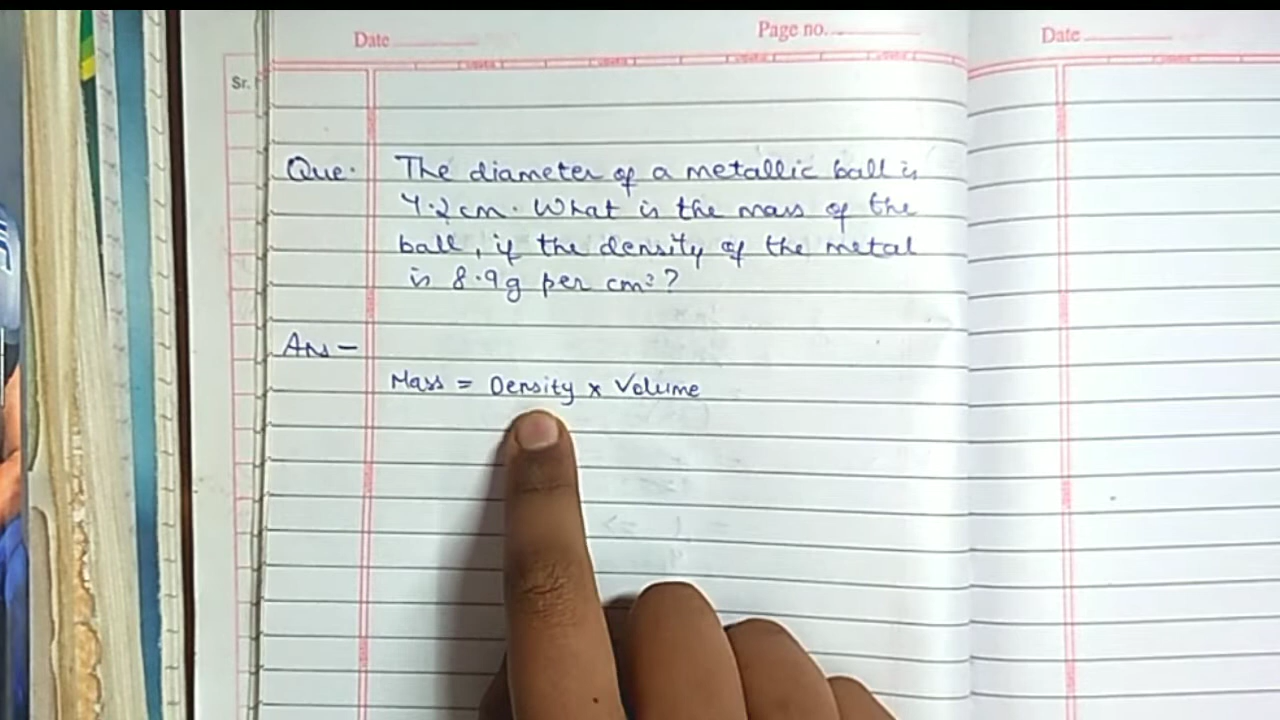 Date
Page no.
Date
Sr.
Que. The diameter of a metallic ball is
4.2 cm. What is the mass of the
ball, if the density of the metal
is 8.9g per cm³?
Ans -
Mass = Density × Volume